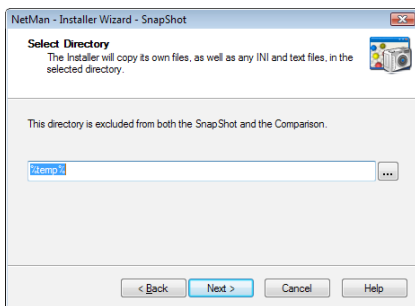 NetMan - Installer Wizard - SnapShot
Select Directory
The Installer will copy its own files, as well as any INI and text files, in the
selected directory.
This directory is excluded from both the SnapShot and the Comparison.
%temp%
...
< Back
Next >
Cancel
Help